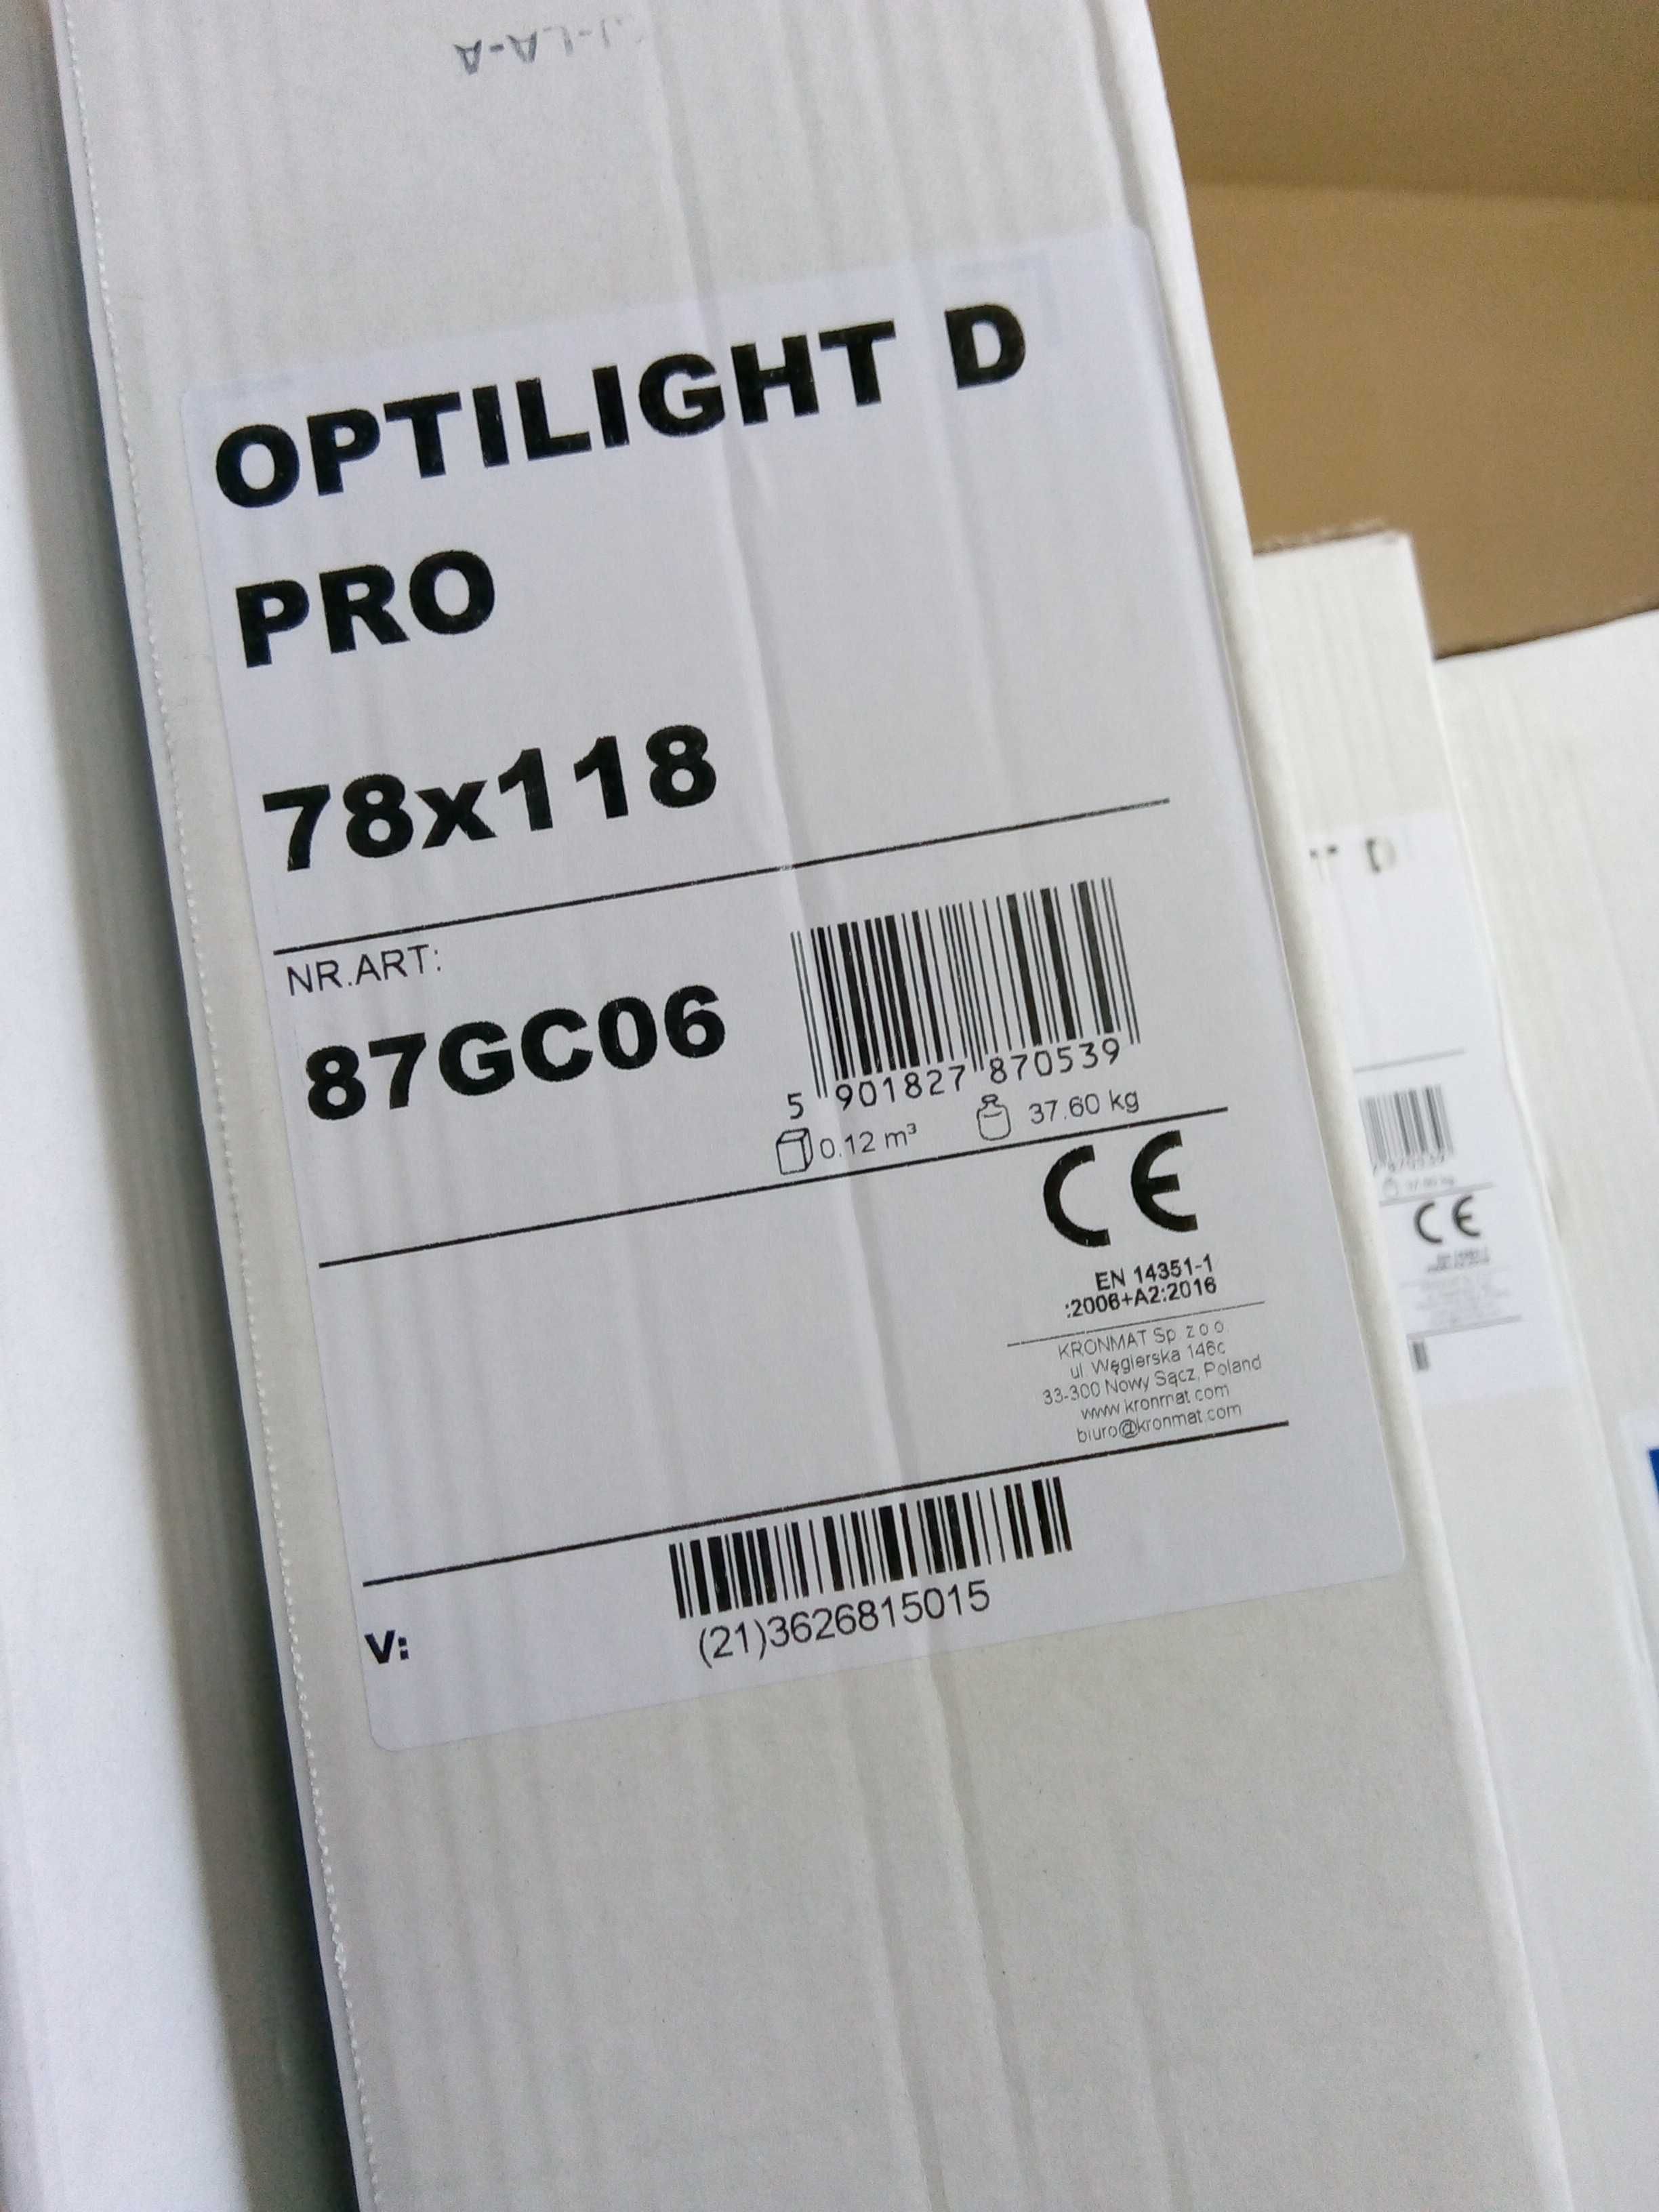 OPTILIGHT D
PRO
78x118
NR.ART:
87GC06
5 901827 870539
0.12 m³ 37.60 kg
CE
EN 14351-1
:2006+A2:2016
KRONMAT Sp. z o.o.
ul. Węgierska 146c
33-300 Nowy Sącz, Poland
www.kronmat.com
biuro@kronmat.com
V:
(21)3626815015
D
CE